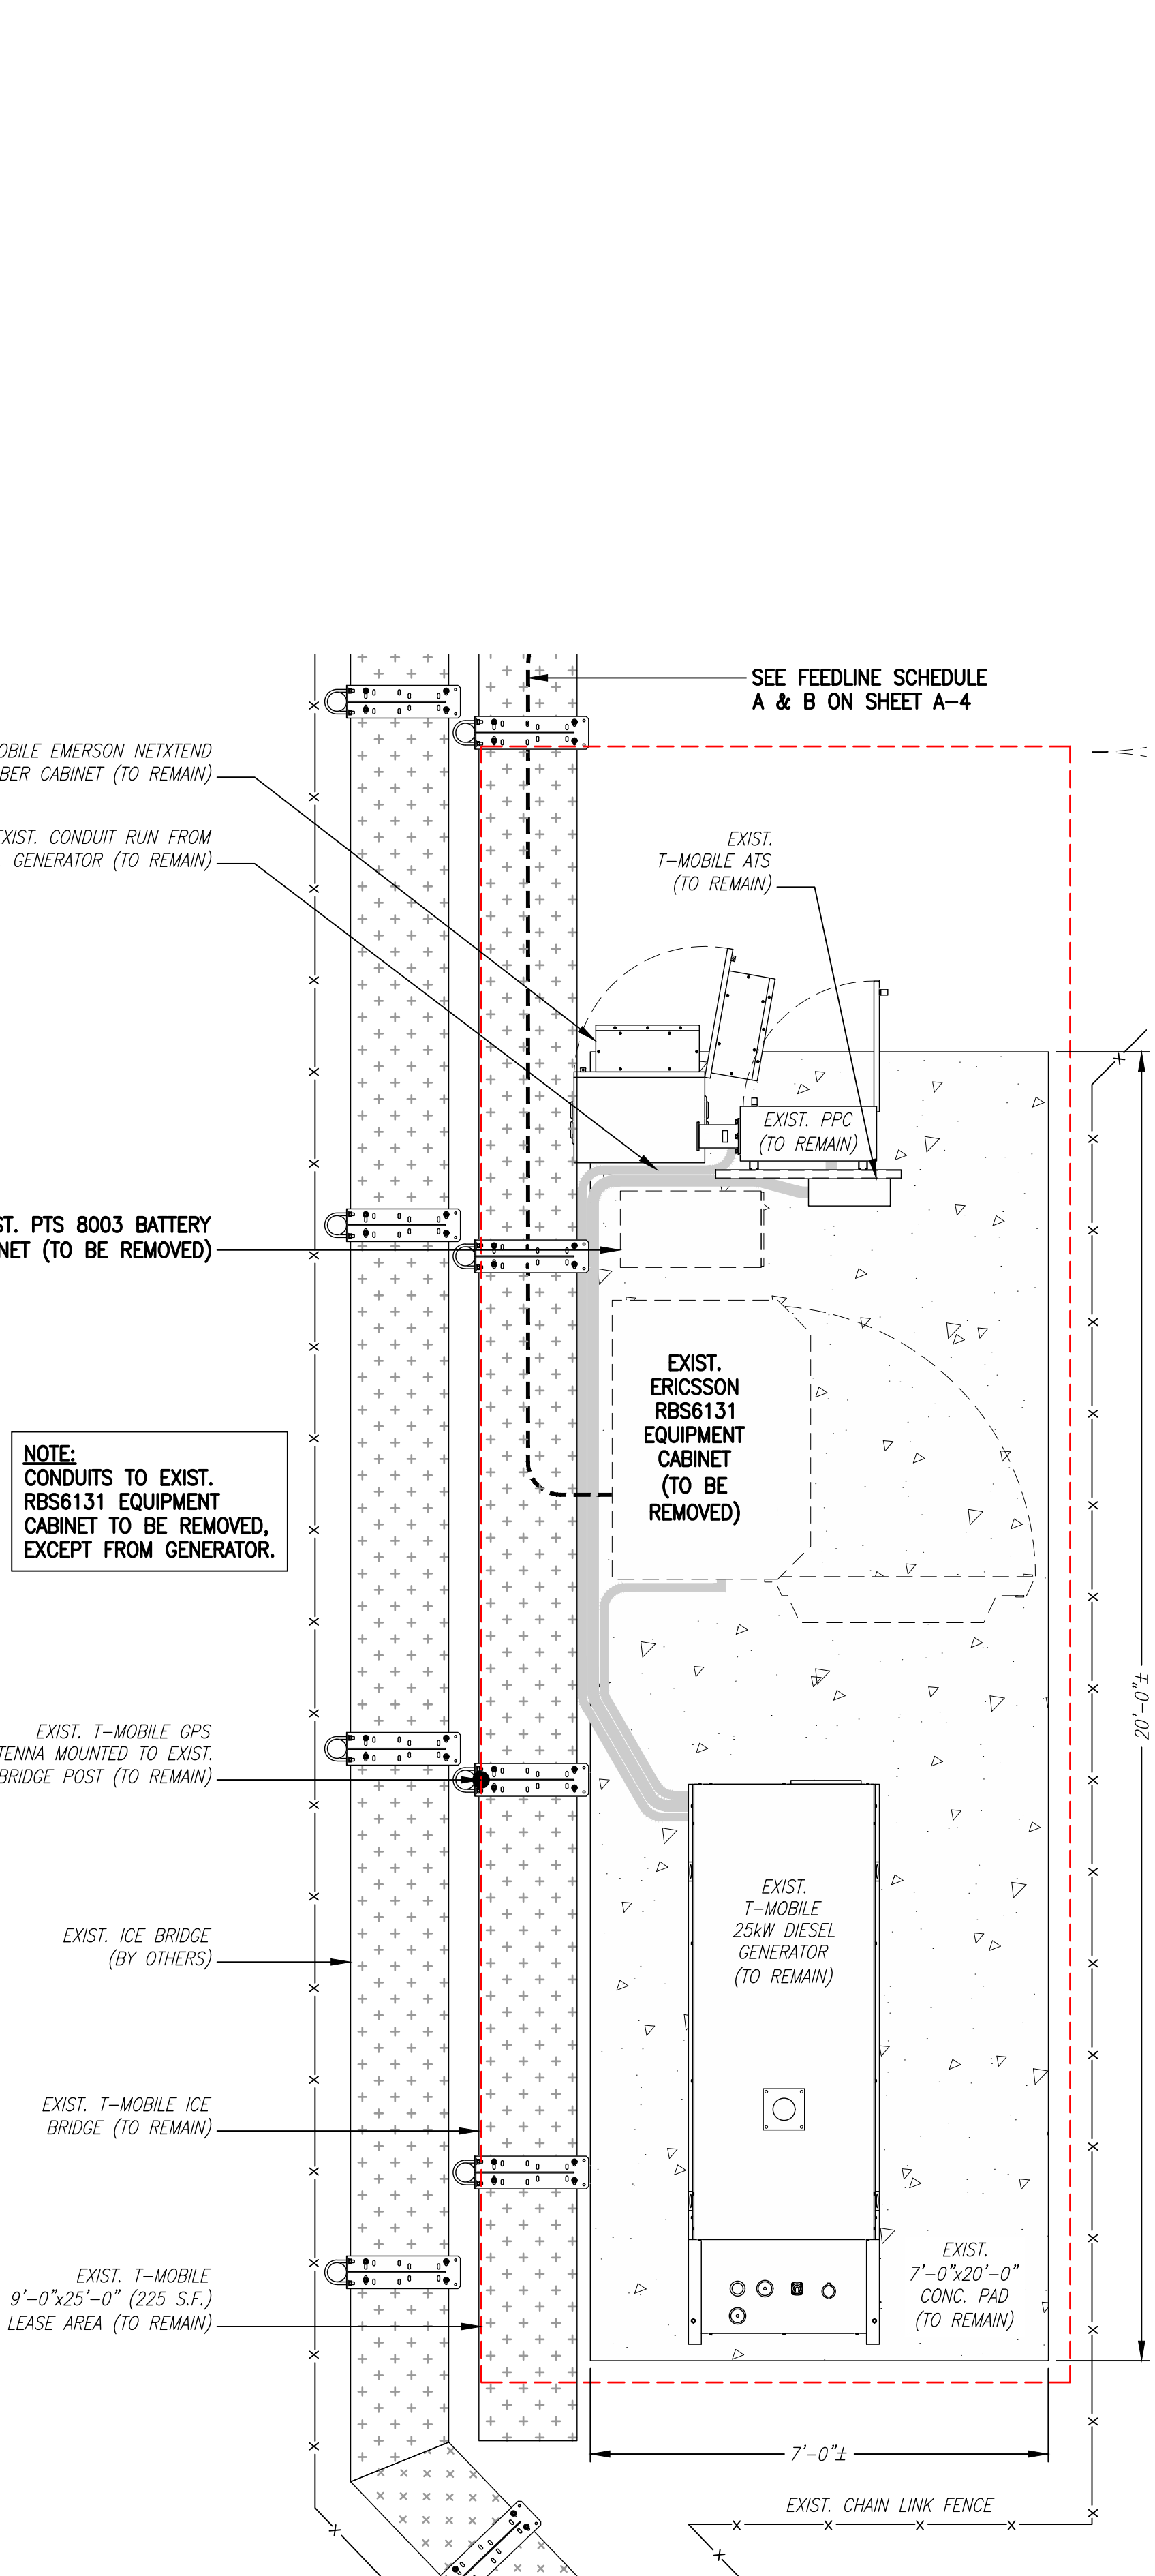 SEE FEEDLINE SCHEDULE
A & B ON SHEET A-4
MOBILE EMERSON NETXTEND
CABINET (TO REMAIN)
EXIST. CONDUIT RUN FROM
GENERATOR (TO REMAIN)
EXIST.
T-MOBILE ATS
(TO REMAIN)
EXIST. PPC
(TO REMAIN)
PTS 8003 BATTERY
(TO BE REMOVED)
EXIST.
ERICSSON
RBS6131
EQUIPMENT
CABINET
(TO BE
REMOVED)
NOTE:
CONDUITS TO EXIST.
RBS6131 EQUIPMENT
CABINET TO BE REMOVED,
EXCEPT FROM GENERATOR.
20'-0"±
EXIST. T-MOBILE GPS
MOUNTED TO EXIST.
BRIDGE POST (TO REMAIN)
EXIST.
T-MOBILE
25kW DIESEL
GENERATOR
(TO REMAIN)
EXIST. ICE BRIDGE
(BY OTHERS)
EXIST. T-MOBILE ICE
BRIDGE (TO REMAIN)
EXIST. T-MOBILE
9'-0"x25'-0" (225 S.F.)
LEASE AREA (TO REMAIN)
EXIST.
7'-0"x20'-0"
CONC. PAD
(TO REMAIN)
7'-0"±
EXIST. CHAIN LINK FENCE